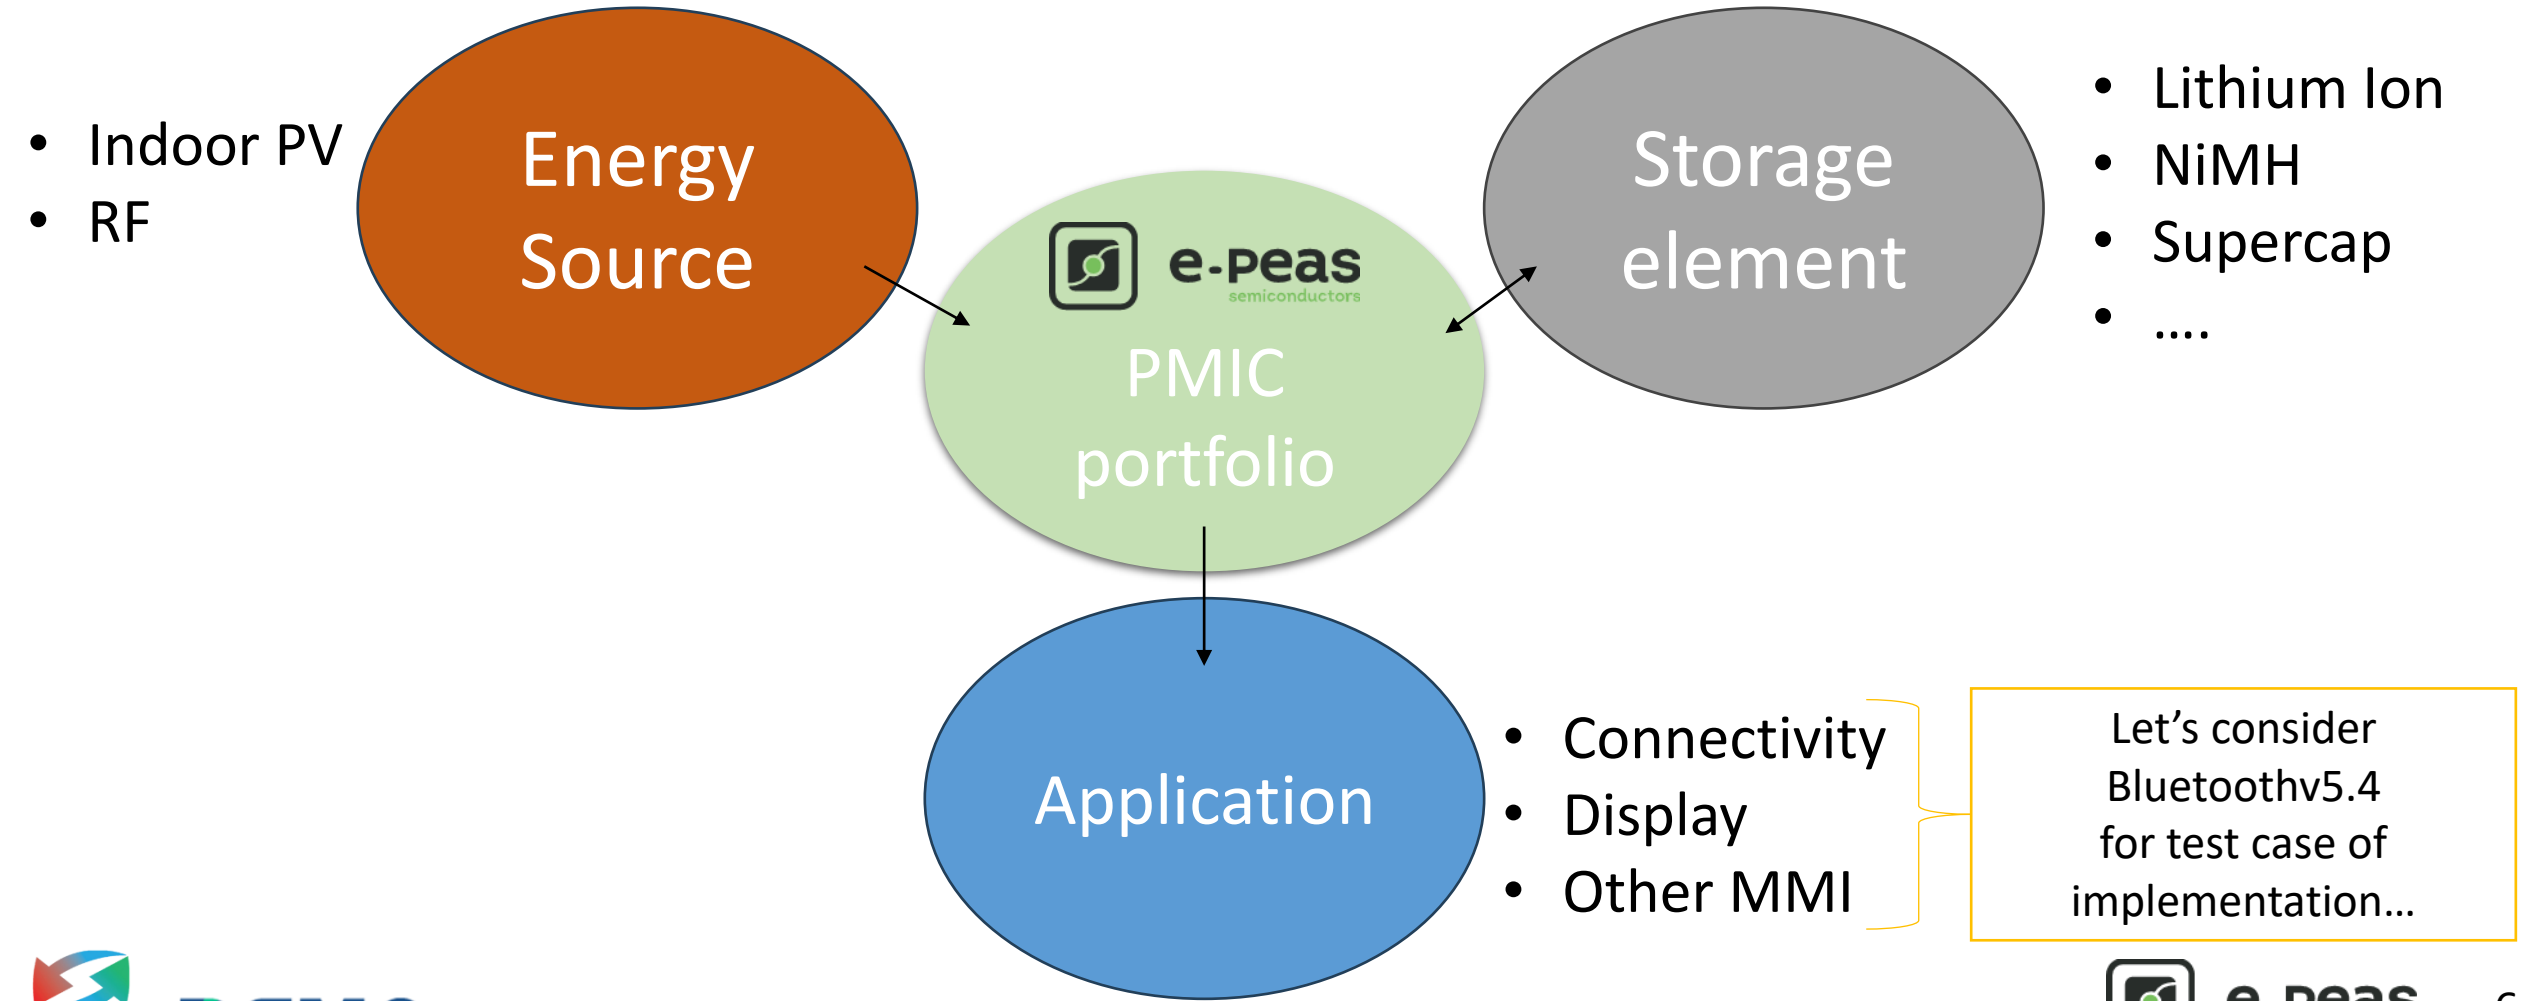 • Indoor PV
• RF
Energy
Source
e-peas
semiconductors
PMIC
portfolio
Storage
element
• Lithium Ion
• NiMH
• Supercap
• ....
Application
• Connectivity
• Display
• Other MMI
Let’s consider
Bluetoothv5.4
for test case of
implementation…
e-peas